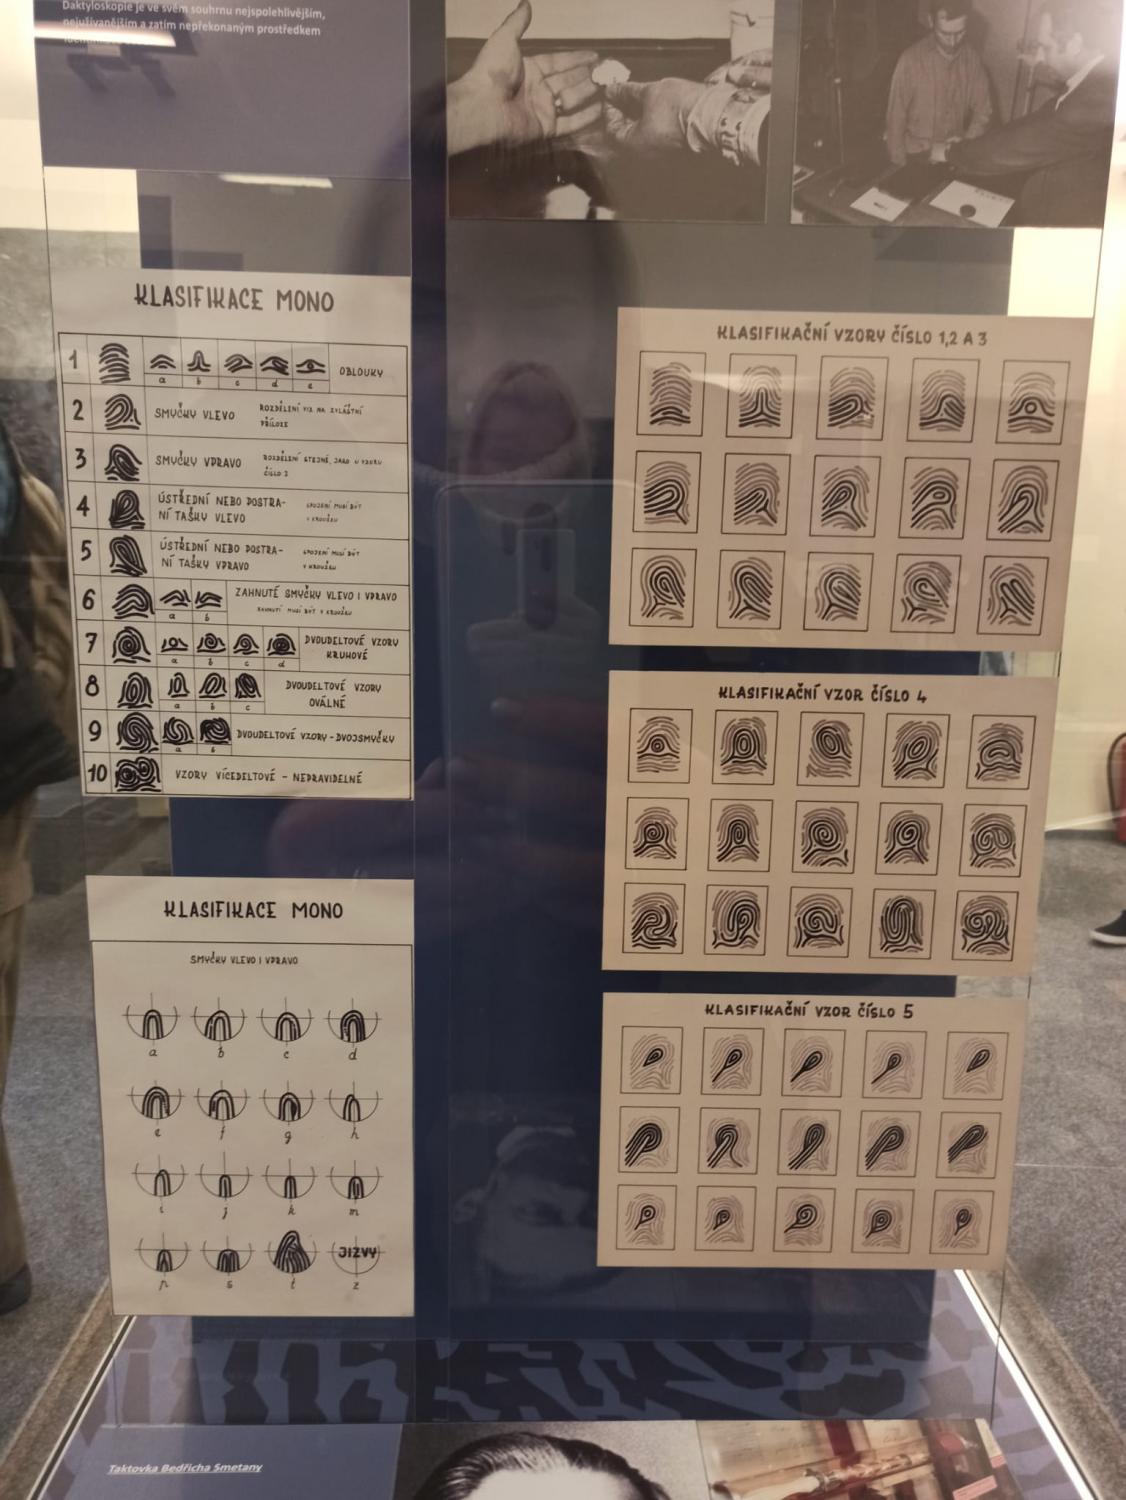 Daktyloskopie je ve svém souhrnu nejspolehlivějším,
nejužívanějším a zatím nepřekonaným prostředkem
KLASIFIKACE MONO
1 a b c d e OBLOUKY
2 SMYČKY VLEVO ROZDĚLENÍ VIZ NA ZVLÁŠTNÍ
PŘÍLOZE
3 SMYČKY VPRAVO ROZDĚLENÍ STEJNÉ, JAKO U VZORU
ČÍSLO 2
4 ÚSTŘEDNÍ NEBO POSTRA- SPOJENÍ MUSÍ BÝT
NÍ TAŠKY VLEVO V KROUŽKU
5 ÚSTŘEDNÍ NEBO POSTRA- SPOJENÍ MUSÍ BÝT
NÍ TAŠKY VPRAVO V KROUŽKU
6 a b ZAHNUTÉ SMYČKY VLEVO I VPRAVO
ZAHNUTÍ MUSÍ BÝT V KROUŽKU
7 a b c d DVOUDELTOVÉ VZORY
KRUHOVÉ
8 a b c DVOUDELTOVÉ VZORY
OVÁLNÉ
9 a b DVOUDELTOVÉ VZORY - DVOJSMYČKY
10 VZORY VÍCEDELTOVÉ - NEPRAVIDELNÉ
KLASIFIKACE MONO
SMYČKY VLEVO I VPRAVO
a b c d
e f g h
i j k m
n s t z
JIZVY
KLASIFIKAČNÍ VZORY ČÍSLO 1,2 A 3
KLASIFIKAČNÍ VZOR ČÍSLO 4
KLASIFIKAČNÍ VZOR ČÍSLO 5
Taktovka Bedřicha Smetany